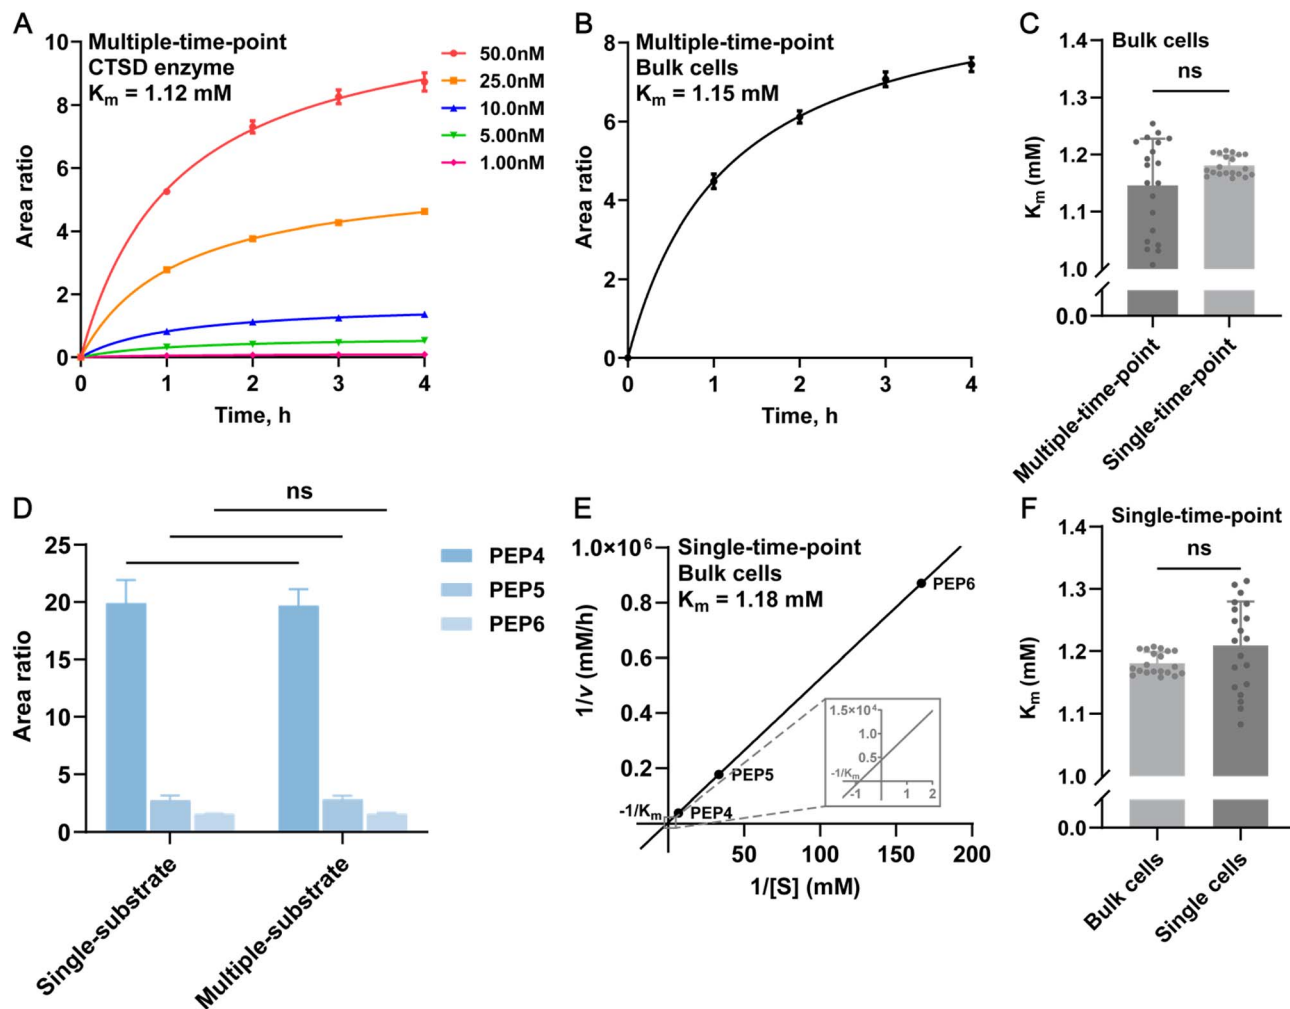 A
Multiple-time-point
CTSD enzyme
Km = 1.12 mM
50.0nM
25.0nM
10.0nM
5.00nM
1.00nM
Area ratio
10
8
6
4
2
0
0 1 2 3 4
Time, h
B
Multiple-time-point
Bulk cells
Km = 1.15 mM
Area ratio
8
6
4
2
0
0 1 2 3 4
Time, h
C
Bulk cells
ns
Km (mM)
1.4
1.3
1.2
1.1
1.0
0.0
Multiple-time-point
Single-time-point
D
ns
PEP4
PEP5
PEP6
Area ratio
25
20
15
10
5
0
Single-substrate
Multiple-substrate
E
Single-time-point
Bulk cells
Km = 1.18 mM
1/v (mM/h)
1.0×10⁶
0.8
0.6
0.4
0.2
-1/Km
PEP6
PEP5
PEP4
1.5×10⁴
1.0
0.5
-1/Km
-1 1 2
50 100 150 200
1/[S] (mM)
F
Single-time-point
ns
Km (mM)
1.4
1.3
1.2
1.1
1.0
0.0
Bulk cells
Single cells